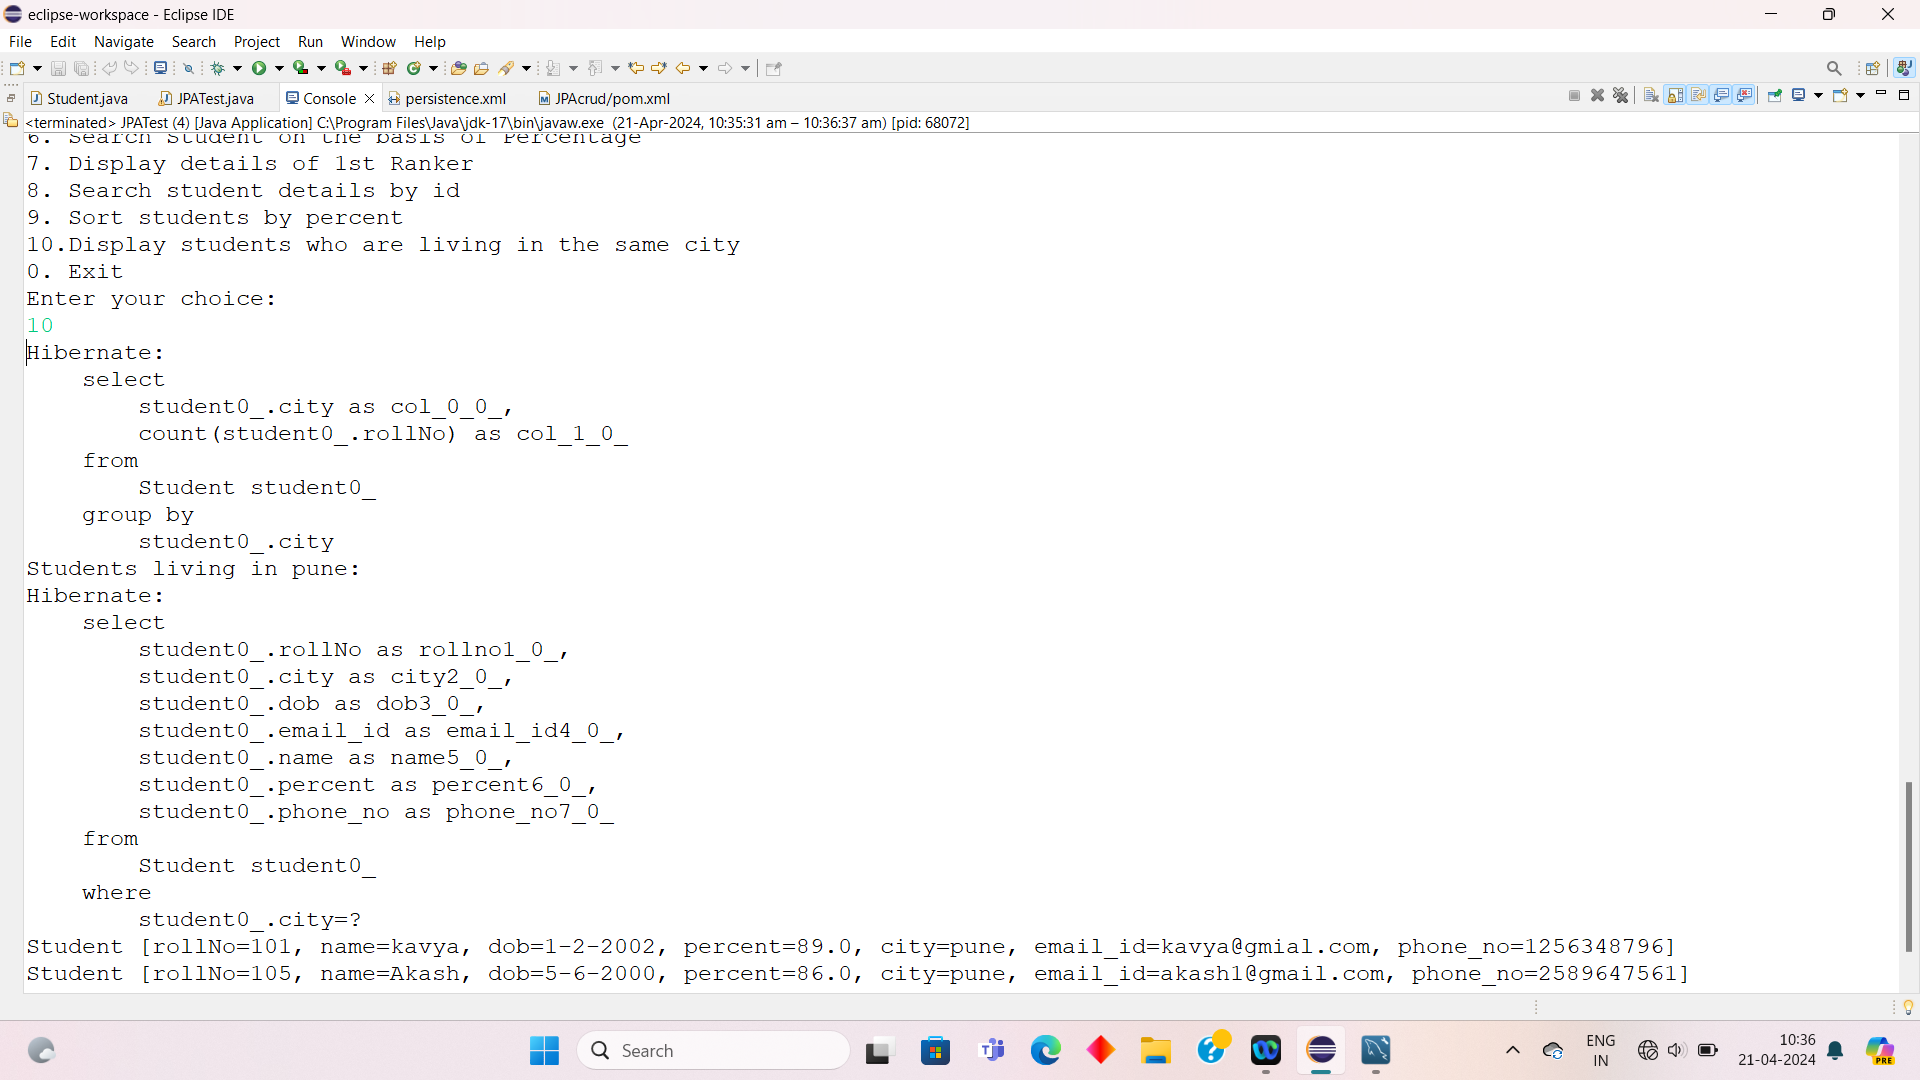 eclipse-workspace - Eclipse IDE
File Edit Navigate Search Project Run Window Help
Student.java JPATest.java Console persistence.xml JPAcrud/pom.xml
<terminated> JPATest (4) [Java Application] C:\Program Files\Java\jdk-17\bin\javaw.exe (21-Apr-2024, 10:35:31 am – 10:36:37 am) [pid: 68072]
6. Search Student on the basis of Percentage
7. Display details of 1st Ranker
8. Search student details by id
9. Sort students by percent
10.Display students who are living in the same city
0. Exit
Enter your choice:
10
Hibernate:
select
student0_.city as col_0_0_,
count(student0_.rollNo) as col_1_0_
from
Student student0_
group by
student0_.city
Students living in pune:
Hibernate:
select
student0_.rollNo as rollno1_0_,
student0_.city as city2_0_,
student0_.dob as dob3_0_,
student0_.email_id as email_id4_0_,
student0_.name as name5_0_,
student0_.percent as percent6_0_,
student0_.phone_no as phone_no7_0_
from
Student student0_
where
student0_.city=?
Student [rollNo=101, name=kavya, dob=1-2-2002, percent=89.0, city=pune, email_id=kavya@gmial.com, phone_no=1256348796]
Student [rollNo=105, name=Akash, dob=5-6-2000, percent=86.0, city=pune, email_id=akash1@gmail.com, phone_no=2589647561]
Search
ENG
IN
10:36
21-04-2024
PRE